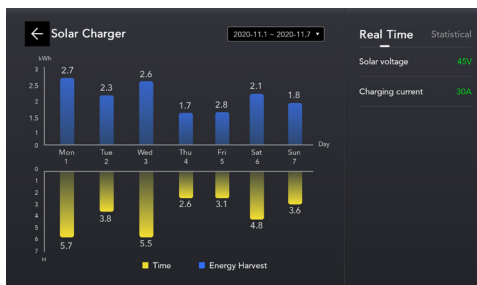 Solar Charger
2020-11.1 ~ 2020-11.7
Real Time Statistical
Solar voltage 45V
Charging current 30A
kWh
3
2.5
2
1.5
1
0
2.7
2.3
2.6
1.7
2.8
2.1
1.8
Mon Tue Wed Thu Fri Sat Sun Day
1 2 3 4 5 6 7
0
1
2
3
4
5
6
7
H
5.7
3.8
5.5
2.6
3.1
4.8
3.6
Time Energy Harvest